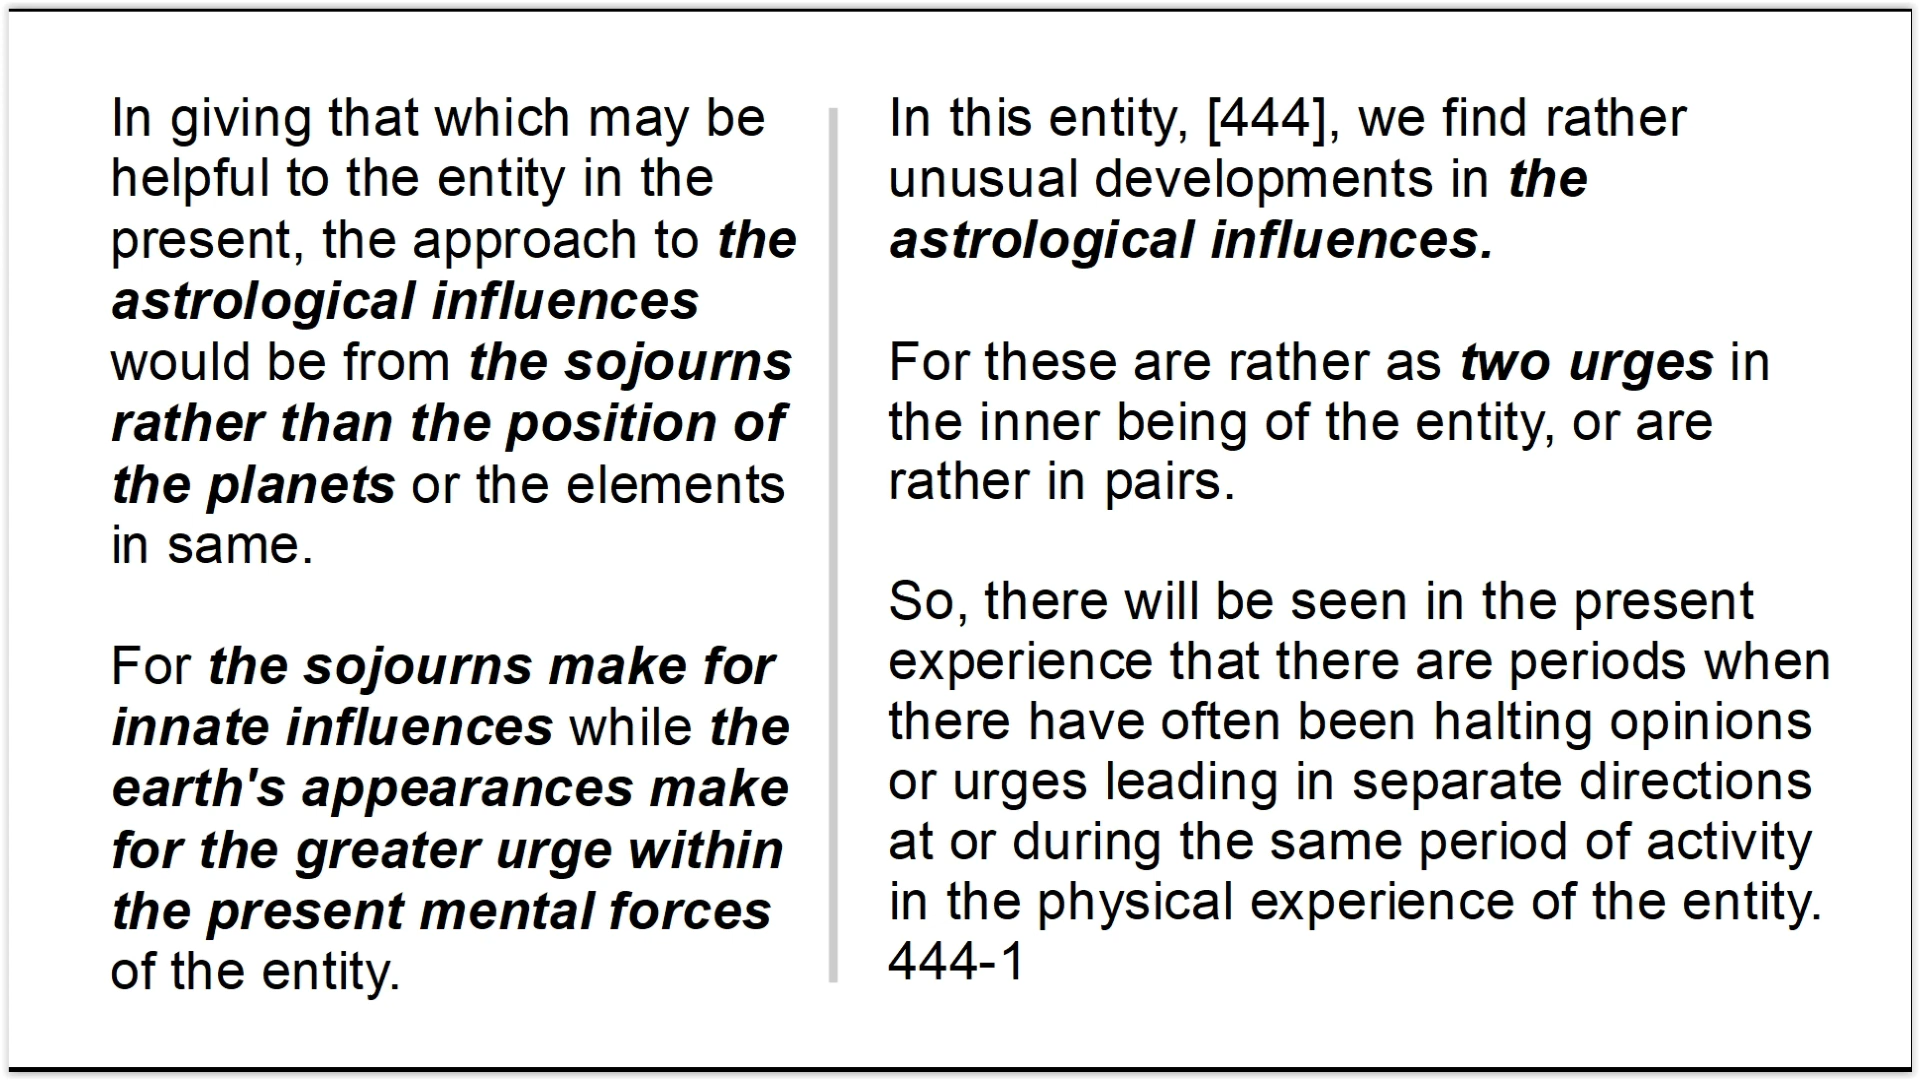 In giving that which may be
helpful to the entity in the
present, the approach to the
astrological influences
would be from the sojourns
rather than the position of
the planets or the elements
in same.
For the sojourns make for
innate influences while the
earth's appearances make
for the greater urge within
the present mental forces
of the entity.
In this entity, [444], we find rather
unusual developments in the
astrological influences.
For these are rather as two urges in
the inner being of the entity, or are
rather in pairs.
So, there will be seen in the present
experience that there are periods when
there have often been halting opinions
or urges leading in separate directions
at or during the same period of activity
in the physical experience of the entity.
444-1